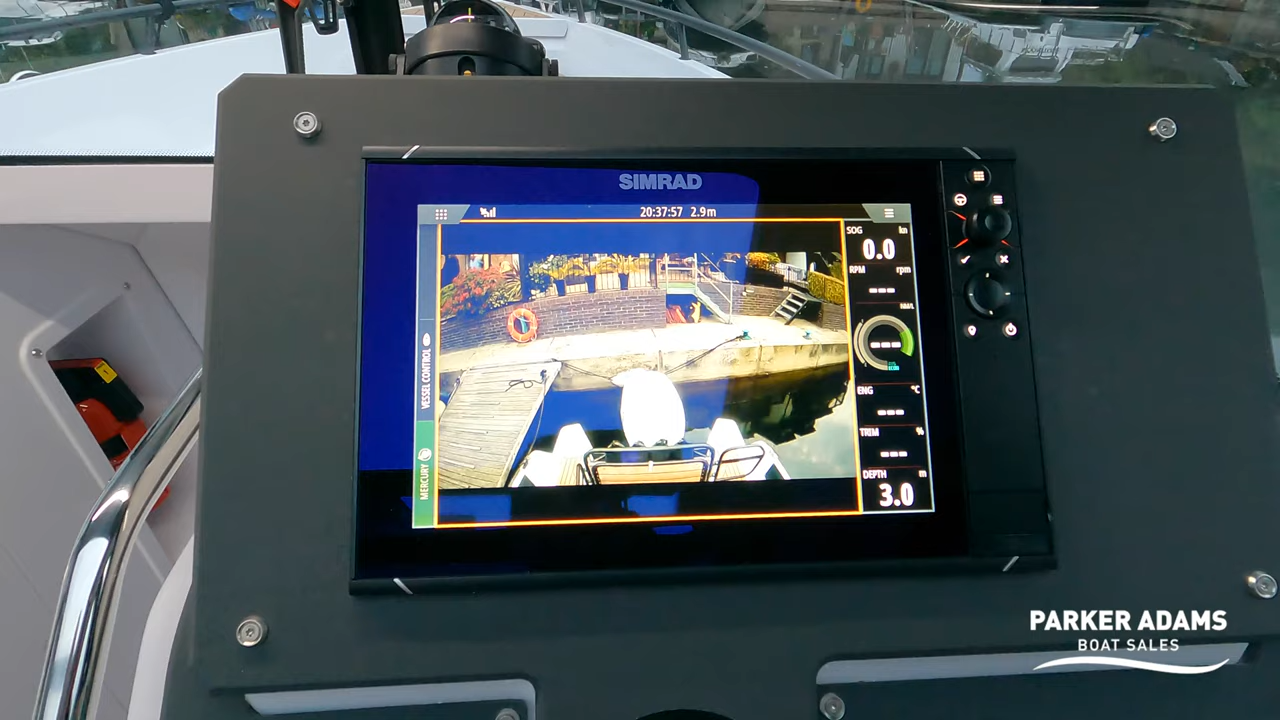 SIMRAD
20:37:57 2.9m
SOG kn
0.0
RPM rpm
---
---
ENG °C
---
TRIM %
---
DEPTH m
3.0
VESSEL CONTROL
MERCURY
PARKER ADAMS
BOAT SALES